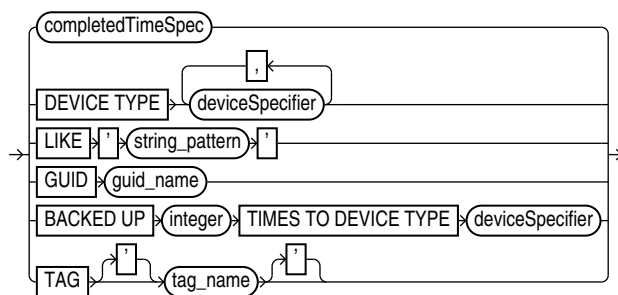 completedTimeSpec
,
DEVICE TYPE deviceSpecifier
LIKE ' string_pattern '
GUID guid_name
BACKED UP integer TIMES TO DEVICE TYPE deviceSpecifier
TAG ' tag_name '